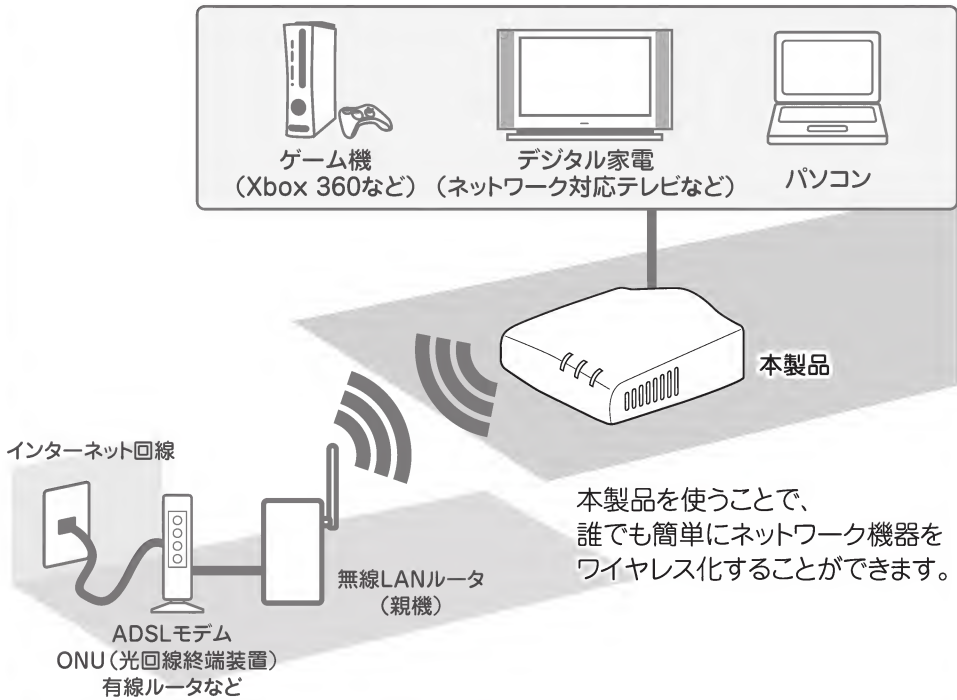 ゲーム機
（Xbox 360など）
デジタル家電
（ネットワーク対応テレビなど）
パソコン
本製品
インターネット回線
本製品を使うことで、
誰でも簡単にネットワーク機器を
ワイヤレス化することができます。
無線LANルータ
（親機）
ADSLモデム
ONU（光回線終端装置）
有線ルータなど